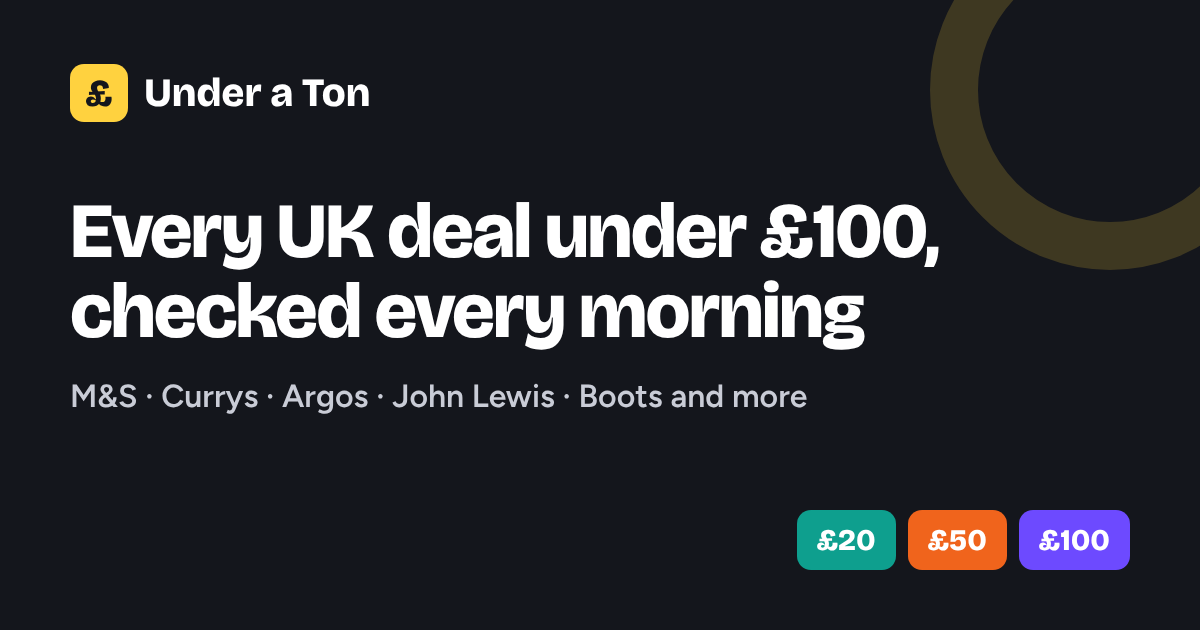 £
Under a Ton
Every UK deal under £100,
checked every morning
M&S · Currys · Argos · John Lewis · Boots and more
£20
£50
£100